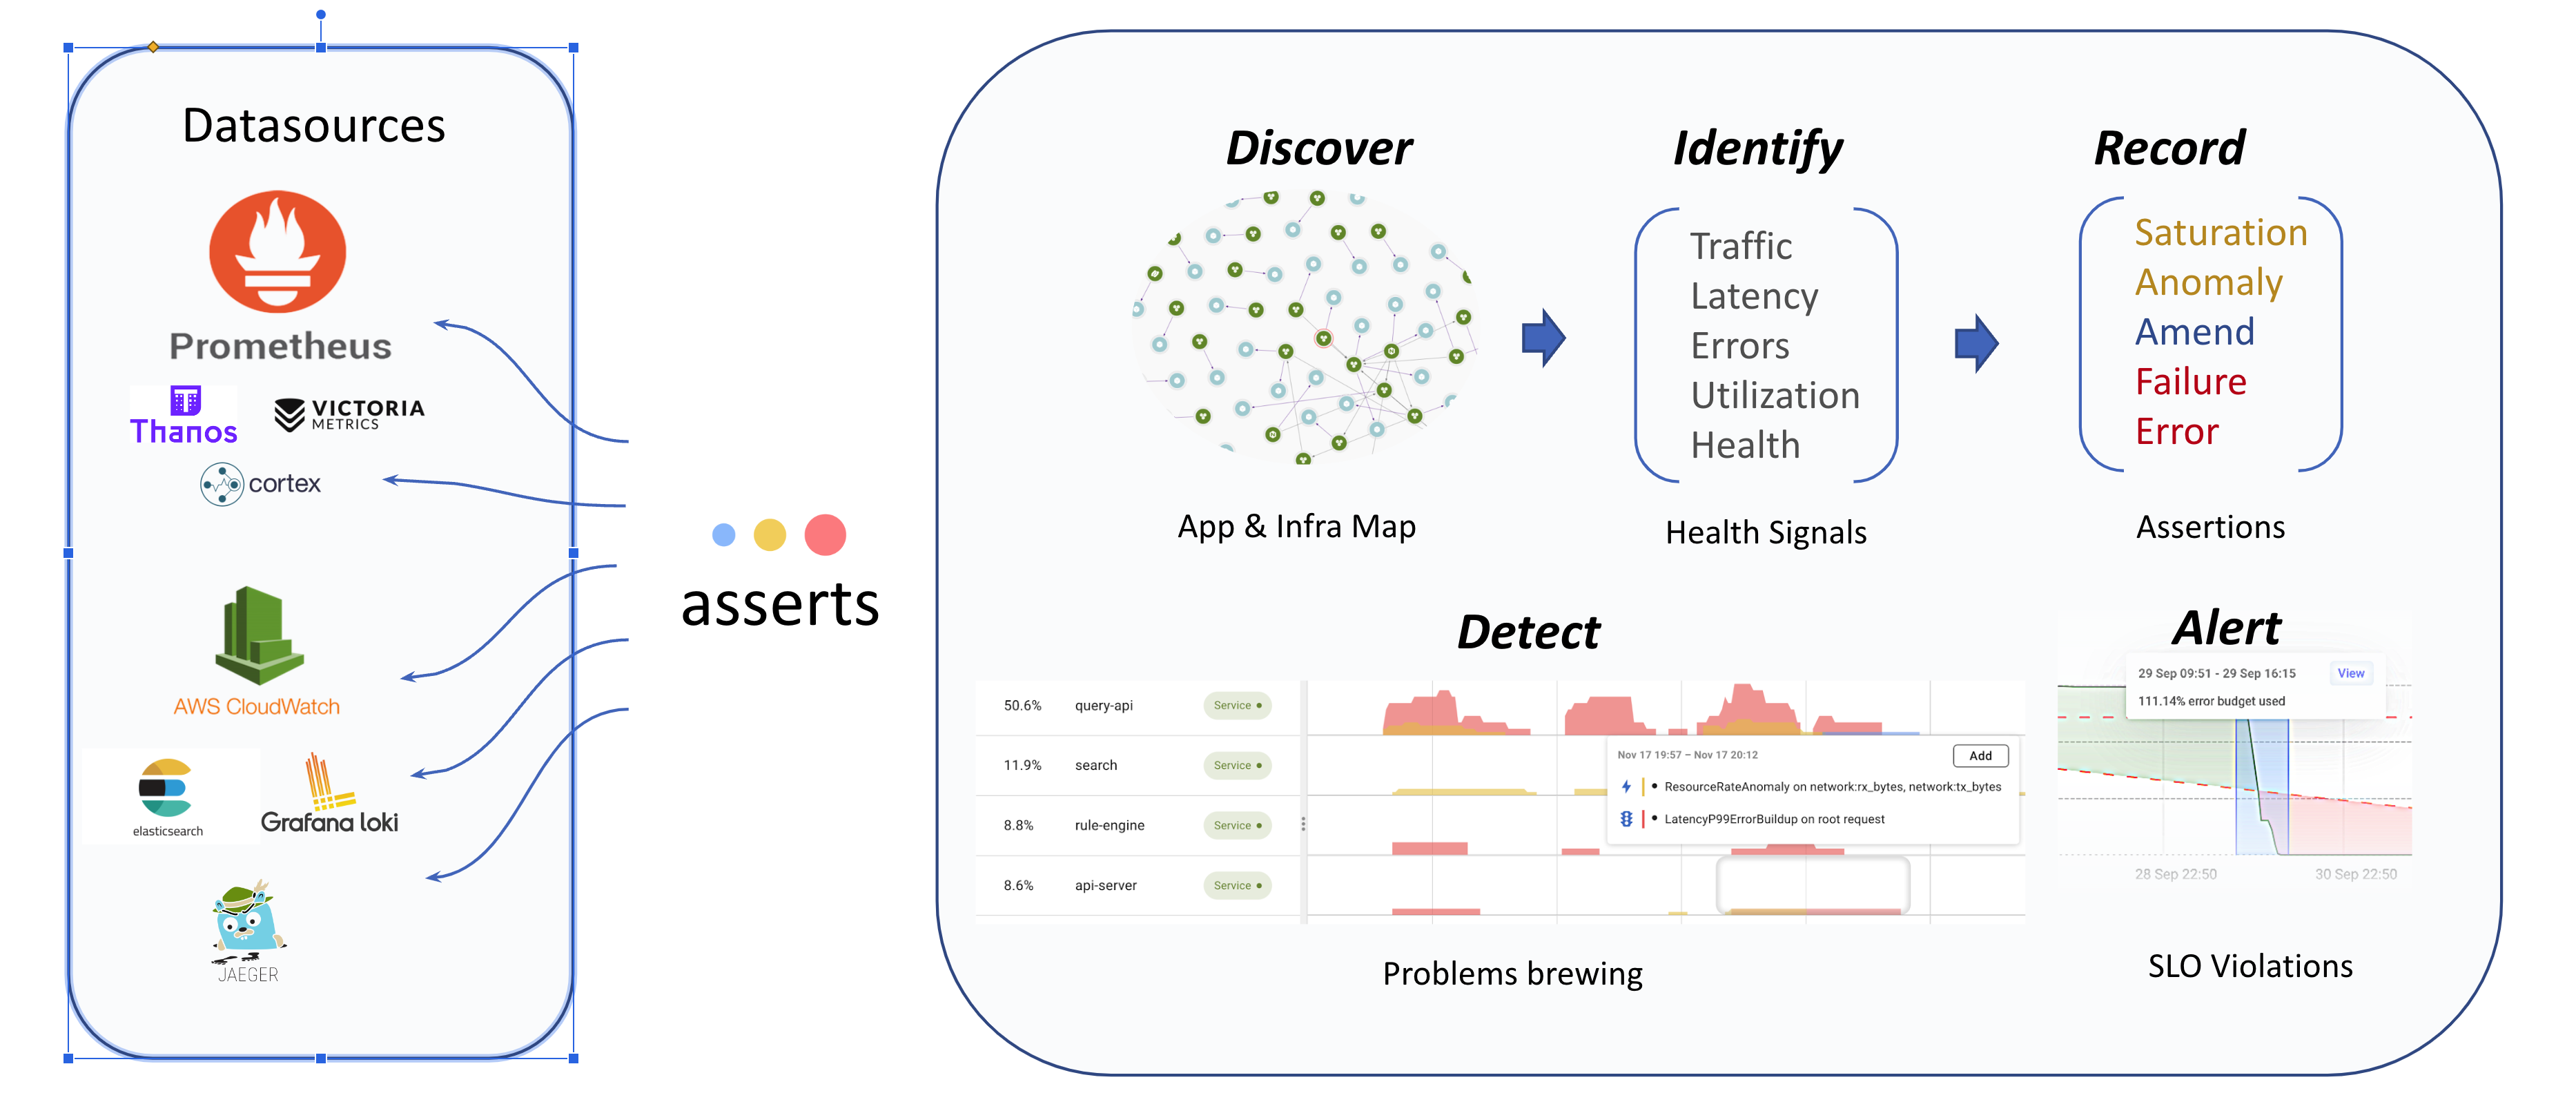 Datasources
Prometheus
Thanos
VICTORIA
METRICS
cortex
AWS CloudWatch
elasticsearch
Grafana loki
JAEGER
asserts
Discover
App & Infra Map
Identify
Traffic
Latency
Errors
Utilization
Health
Health Signals
Record
Saturation
Anomaly
Amend
Failure
Error
Assertions
Detect
50.6% query-api Service
11.9% search Service
8.8% rule-engine Service
8.6% api-server Service
Nov 17 19:57 – Nov 17 20:12 Add
ResourceRateAnomaly on network:rx_bytes, network:tx_bytes
LatencyP99ErrorBuildup on root request
Problems brewing
Alert
29 Sep 09:51 - 29 Sep 16:15 View
111.14% error budget used
28 Sep 22:50 30 Sep 22:50
SLO Violations